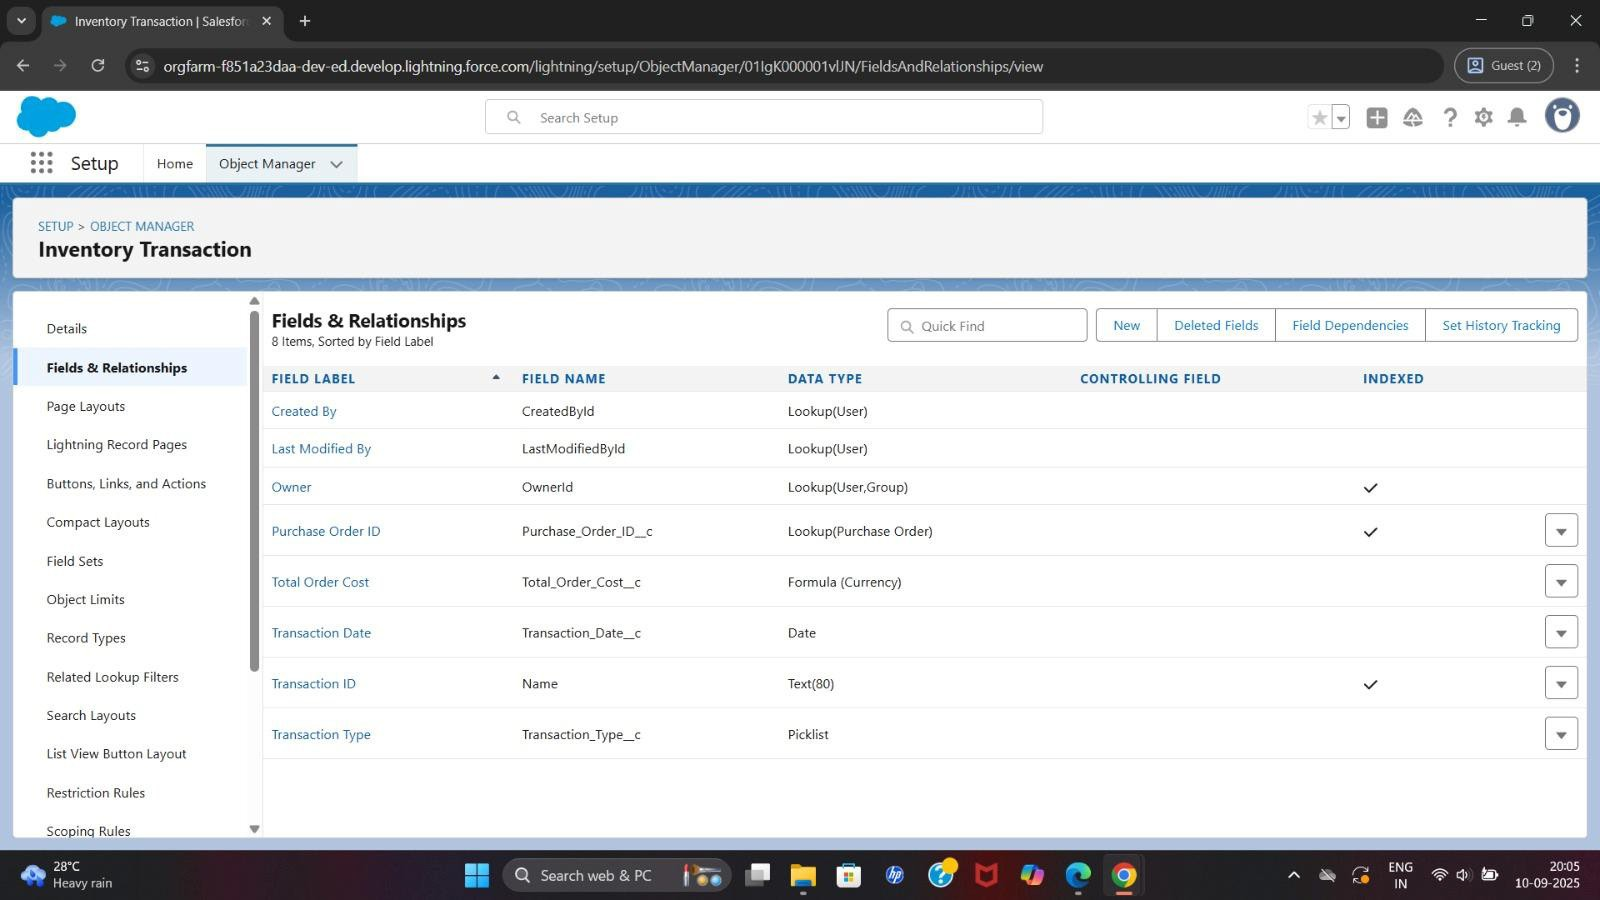 Inventory Transaction | Salesfor
orgfarm-f851a23daa-dev-ed.develop.lightning.force.com/lightning/setup/ObjectManager/01IgK000001vlJN/FieldsAndRelationships/view
Guest (2)
Search Setup
Setup
Home
Object Manager
SETUP > OBJECT MANAGER
Inventory Transaction
Details
Fields & Relationships
Page Layouts
Lightning Record Pages
Buttons, Links, and Actions
Compact Layouts
Field Sets
Object Limits
Record Types
Related Lookup Filters
Search Layouts
List View Button Layout
Restriction Rules
Scoping Rules
Fields & Relationships
8 Items, Sorted by Field Label
Quick Find
New
Deleted Fields
Field Dependencies
Set History Tracking
FIELD LABEL FIELD NAME DATA TYPE CONTROLLING FIELD INDEXED
Created By CreatedById Lookup(User)
Last Modified By LastModifiedById Lookup(User)
Owner OwnerId Lookup(User,Group)
Purchase Order ID Purchase_Order_ID__c Lookup(Purchase Order)
Total Order Cost Total_Order_Cost__c Formula (Currency)
Transaction Date Transaction_Date__c Date
Transaction ID Name Text(80)
Transaction Type Transaction_Type__c Picklist
28°C
Heavy rain
Search web & PC
hp
ENG
IN
20:05
10-09-2025